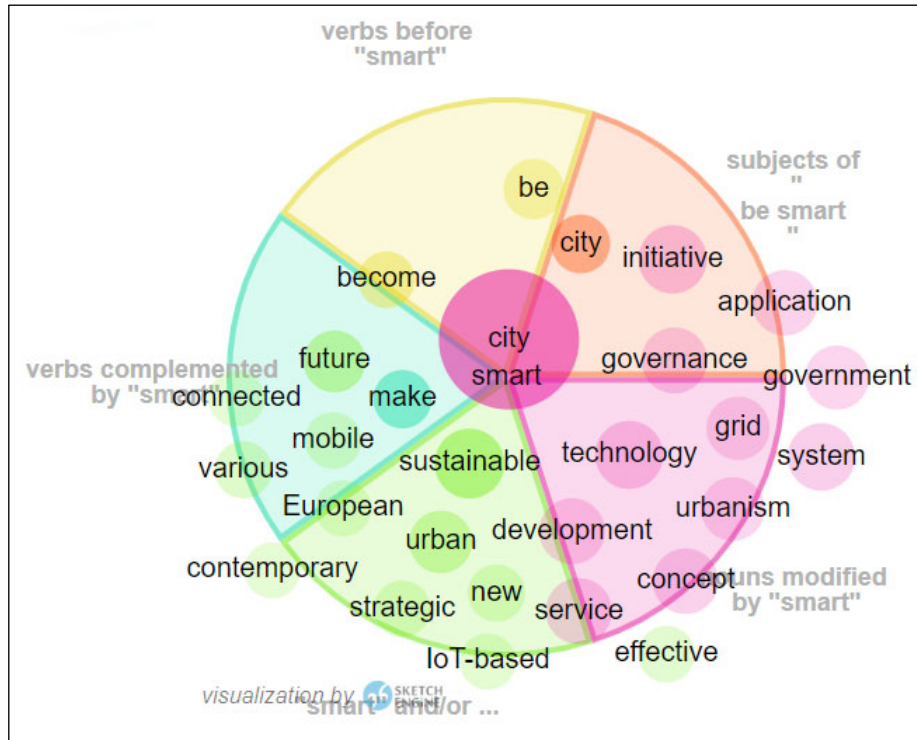 verbs before
"smart"
be
subjects of
"
be smart
"
city
initiative
become
application
city
future
governance
verbs complemented
by "smart"
smart
government
connected
make
grid
mobile
sustainable
technology
system
various
European
urbanism
urban
development
contemporary
concept
nouns modified
by "smart"
new
strategic
service
IoT-based
effective
visualization by
SKETCH
ENGINE
"smart" and/or ...